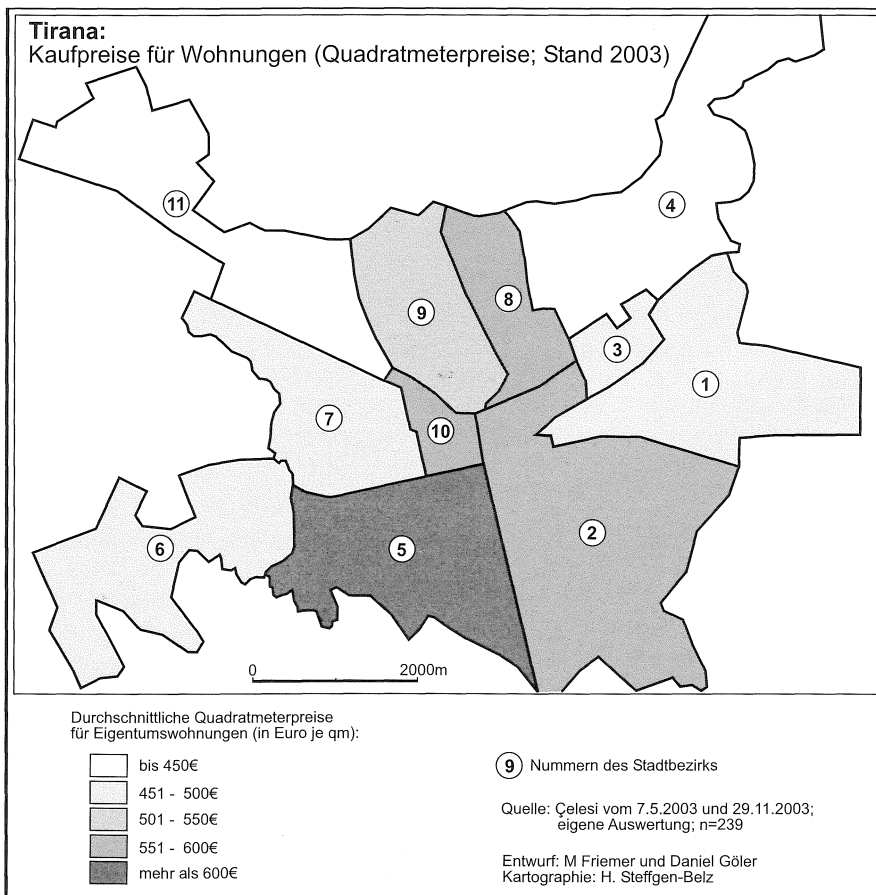 Tirana:
Kaufpreise für Wohnungen (Quadratmeterpreise; Stand 2003)
11
4
9
8
3
1
7
10
6
5
2
0 2000m
Durchschnittliche Quadratmeterpreise
für Eigentumswohnungen (in Euro je qm):
bis 450€
451 - 500€
501 - 550€
551 - 600€
mehr als 600€
9 Nummern des Stadtbezirks
Quelle: Çelesi vom 7.5.2003 und 29.11.2003;
eigene Auswertung; n=239
Entwurf: M Friemer und Daniel Göler
Kartographie: H. Steffgen-Belz